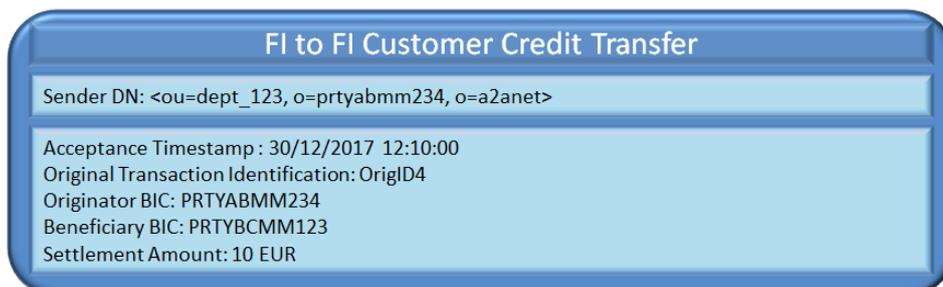 FI to FI Customer Credit Transfer
Sender DN: <ou=dept_123, o=prtyabmm234, o=a2anet>
Acceptance Timestamp : 30/12/2017 12:10:00
Original Transaction Identification: OrigID4
Originator BIC: PRTYABMM234
Beneficiary BIC: PRTYBCMM123
Settlement Amount: 10 EUR